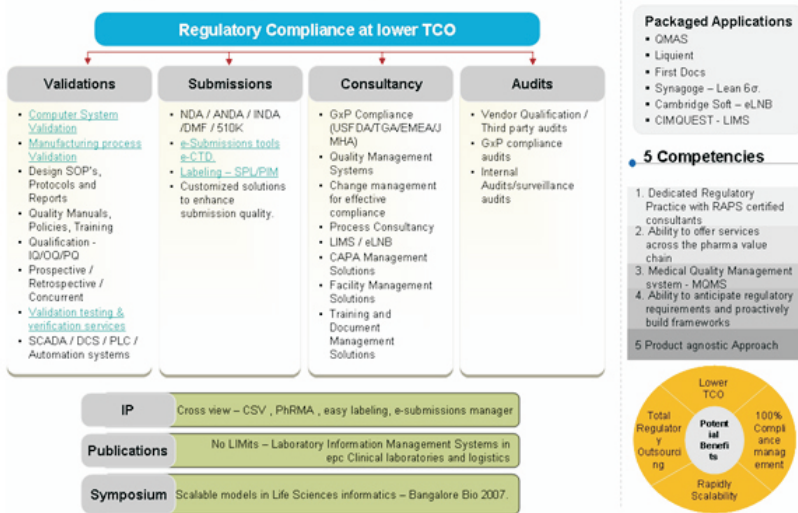 Regulatory Compliance at lower TCO
Validations
• Computer System
Validation
• Manufacturing process
Validation
• Design SOP's,
Protocols and
Reports
• Quality Manuals,
Policies, Training
• Qualification -
IQ/OQ/PQ
• Prospective /
Retrospective /
Concurrent
• Validation testing &
verification services
• SCADA / DCS / PLC /
Automation systems
Submissions
• NDA / ANDA / INDA
/DMF / 510K
• e-Submissions tools
e-CTD.
• Labeling – SPL/PIM
• Customized solutions
to enhance
submission quality.
Consultancy
• GxP Compliance
(USFDA/TGA/EMEA/J
MHA)
• Quality Management
Systems
• Change management
for effective
compliance
• Process Consultancy
• LIMS / eLNB
• CAPA Management
Solutions
• Facility Management
Solutions
• Training and
Document
Management
Solutions
Audits
• Vendor Qualification /
Third party audits
• GxP compliance
audits
• Internal
Audits/surveillance
audits
IP
Cross view – CSV , PhRMA , easy labeling, e-submissions manager
Publications
No LIMits – Laboratory Information Management Systems in
epc Clinical laboratories and logistics
Symposium
Scalable models in Life Sciences informatics – Bangalore Bio 2007.
Packaged Applications
▪ QMAS
▪ Liquient
▪ First Docs
▪ Synagoge – Lean 6σ.
▪ Cambridge Soft – eLNB
▪ CIMQUEST - LIMS
5 Competencies
1. Dedicated Regulatory
Practice with RAPS certified
consultants
2. Ability to offer services
across the pharma value
chain
3. Medical Quality Management
system - MQMS
4. Ability to anticipate regulatory
requirements and proactively
build frameworks
5 Product agnostic Approach
Lower
TCO
Total
Regulator
y
Outsourci
ng
Potent
ial
Benefi
ts
100%
Compli
ance
manag
ement
Rapidly
Scalability